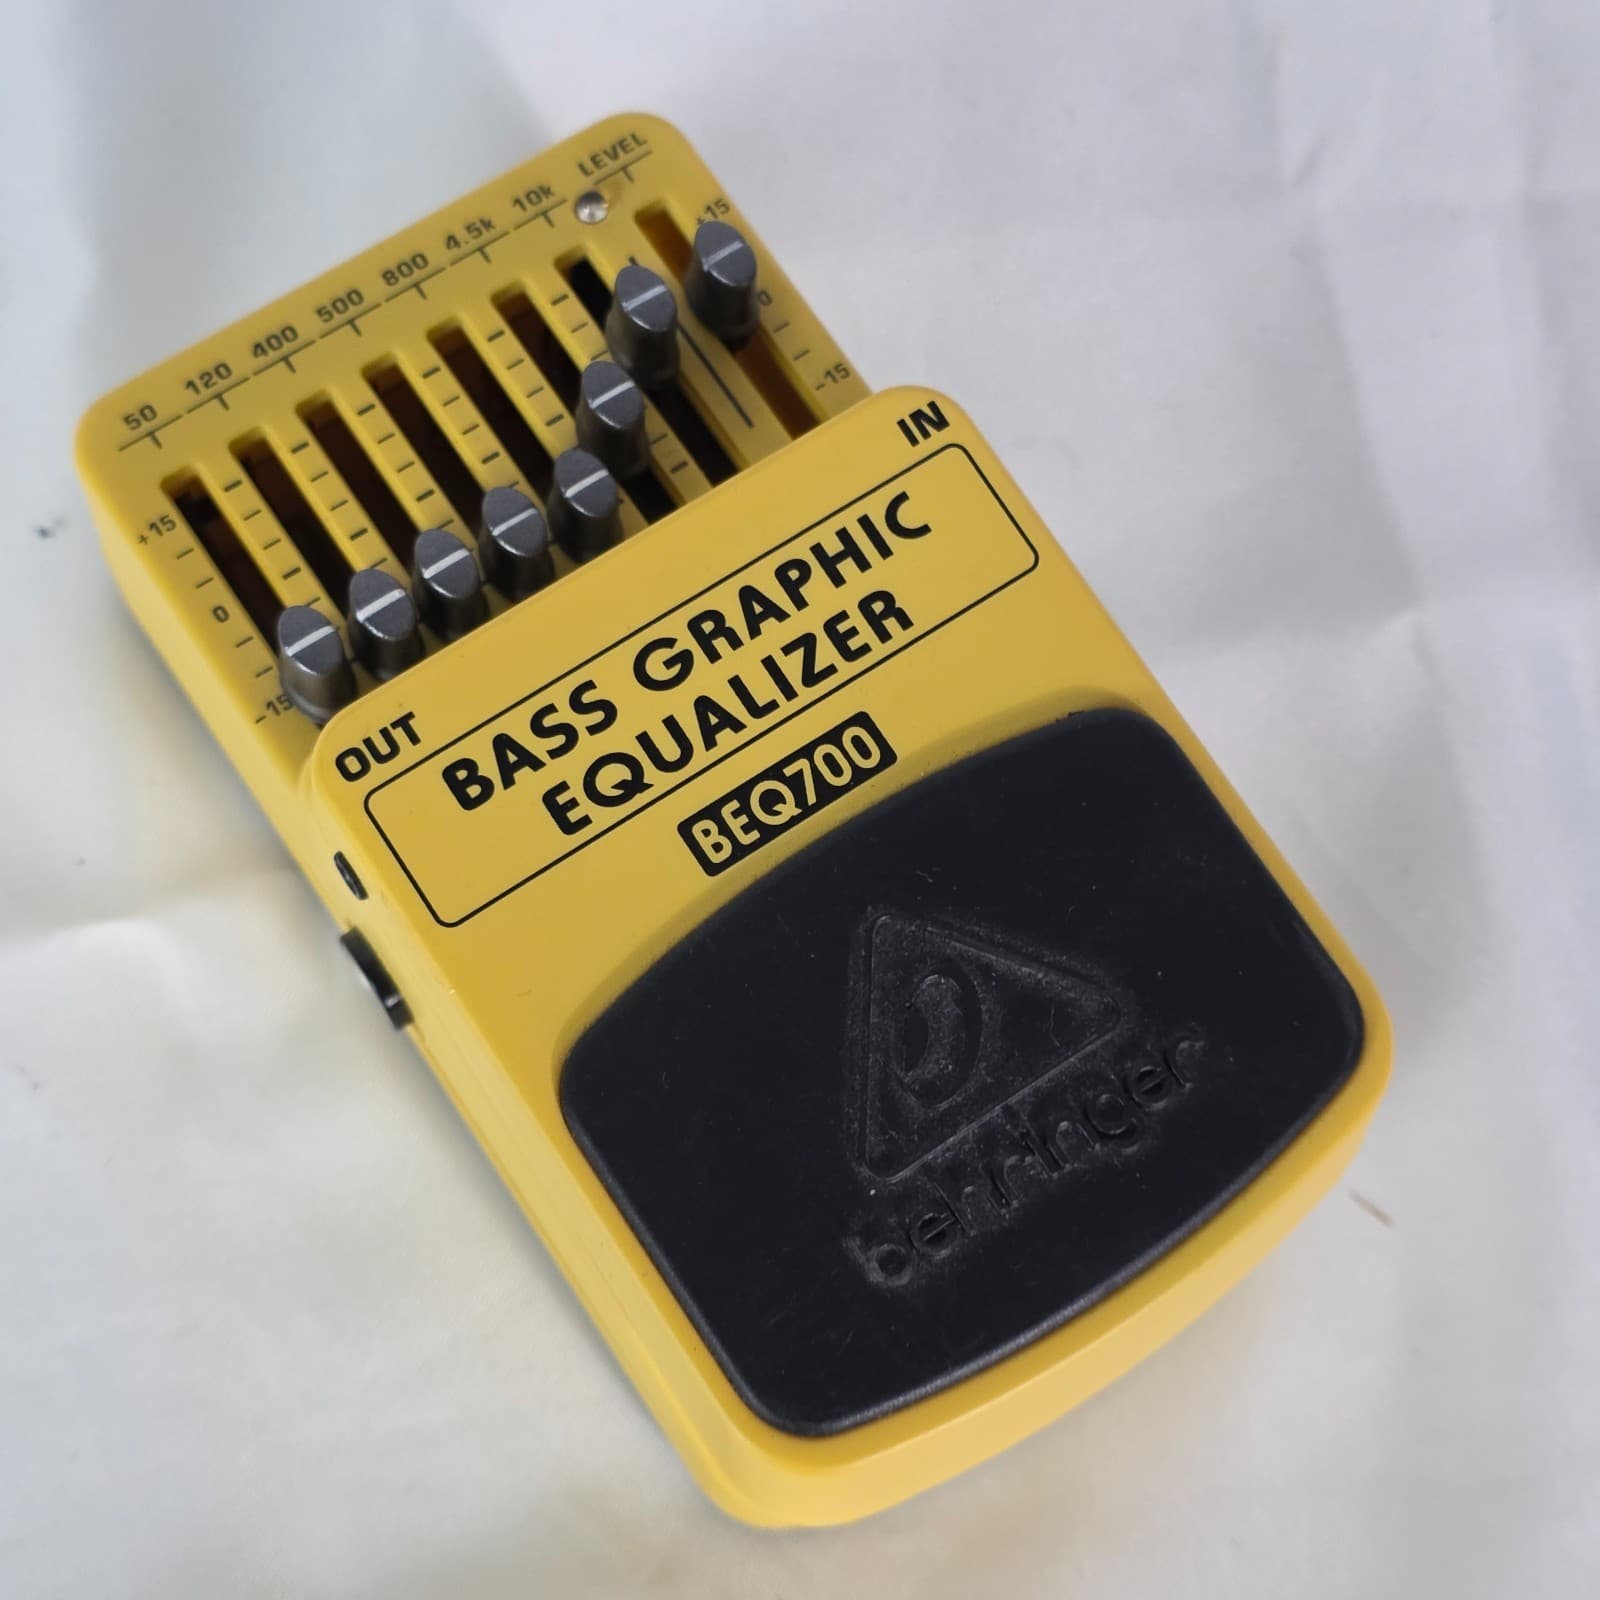 50 120 400 500 800 4.5k 10k LEVEL
+15 +15
0 0
-15 -15
OUT IN
BASS GRAPHIC
EQUALIZER
BEQ700
behringer